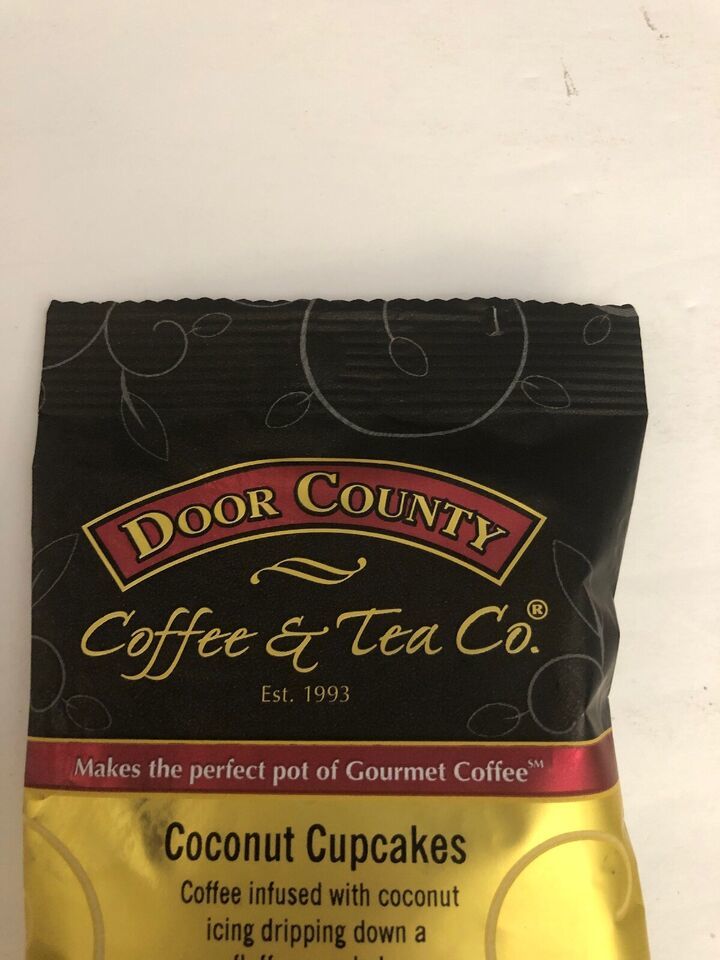 DOOR COUNTY
Coffee & Tea Co.®
Est. 1993
Makes the perfect pot of Gourmet Coffee℠
Coconut Cupcakes
Coffee infused with coconut
icing dripping down a